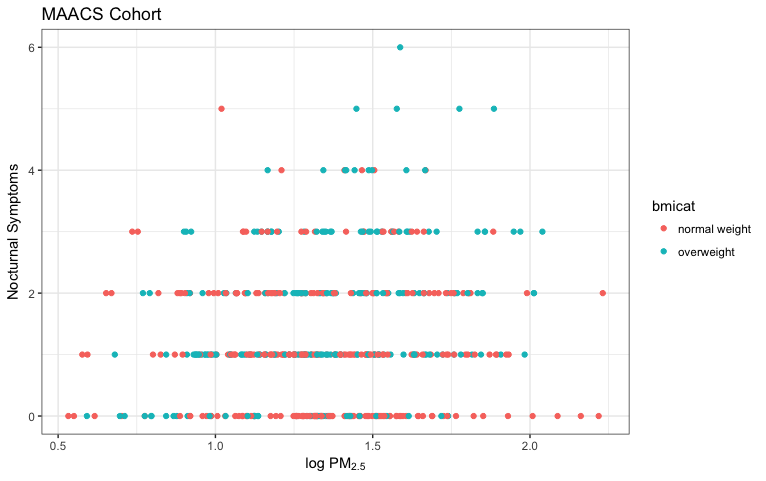 MAACS Cohort
Nocturnal Symptoms
6
4
2
0
0.5
1.0
1.5
2.0
log PM2.5
bmicat
normal weight
overweight